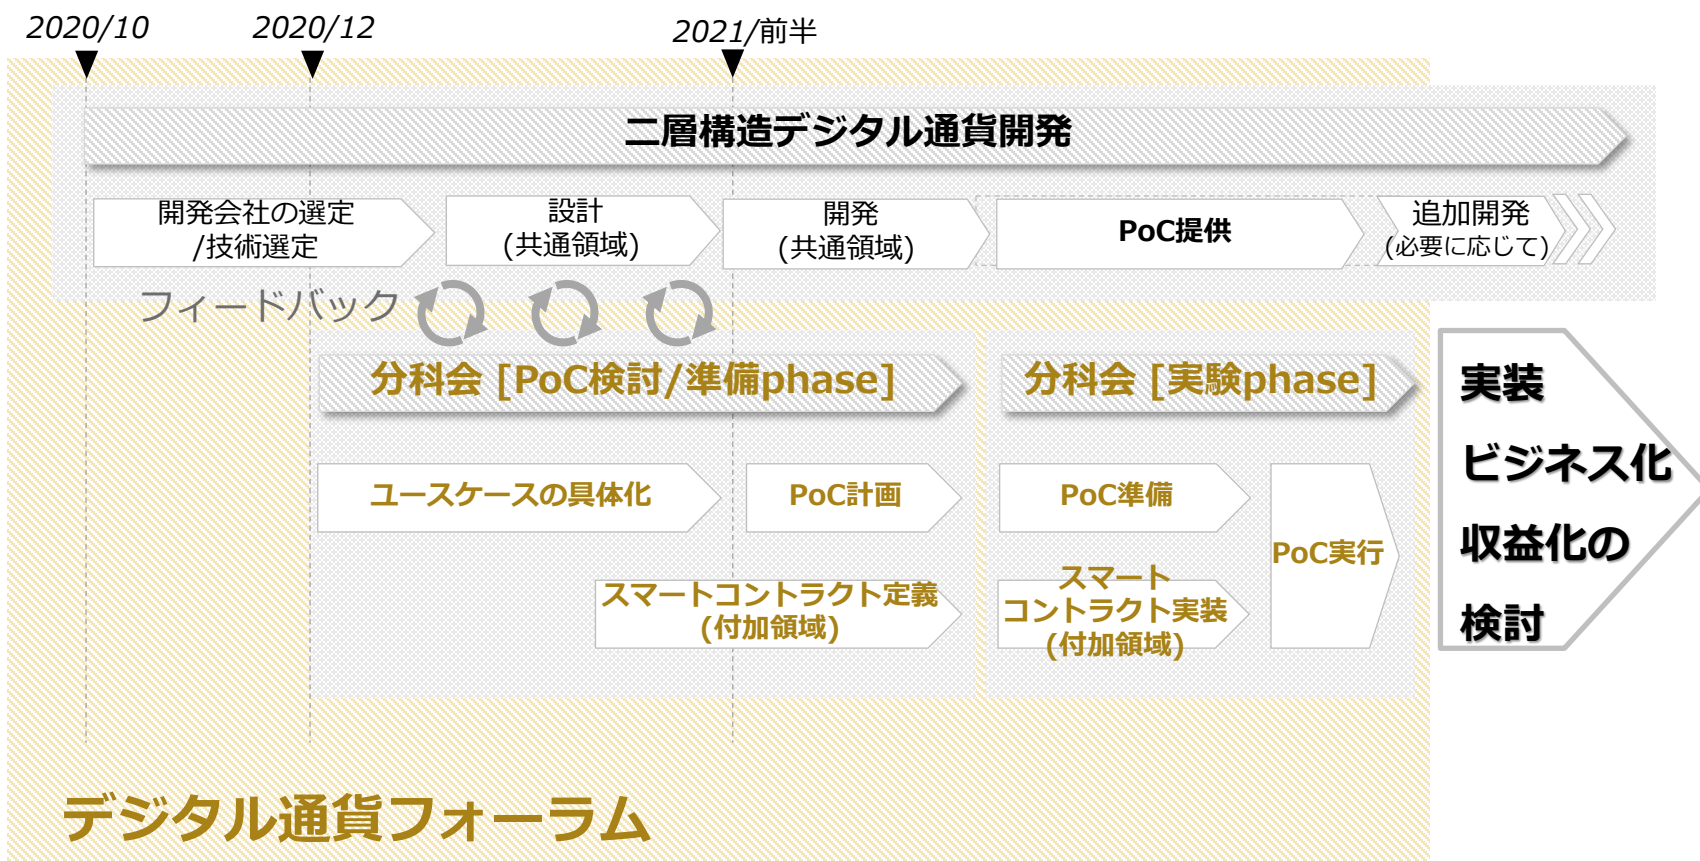 2020/10
2020/12
2021/前半
二層構造デジタル通貨開発
開発会社の選定
/技術選定
設計
(共通領域)
開発
(共通領域)
PoC提供
追加開発
(必要に応じて)
フィードバック
分科会 [PoC検討/準備phase]
分科会 [実験phase]
ユースケースの具体化
PoC計画
スマートコントラクト定義
(付加領域)
PoC準備
スマート
コントラクト実装
(付加領域)
PoC実行
実装
ビジネス化
収益化の
検討
デジタル通貨フォーラム